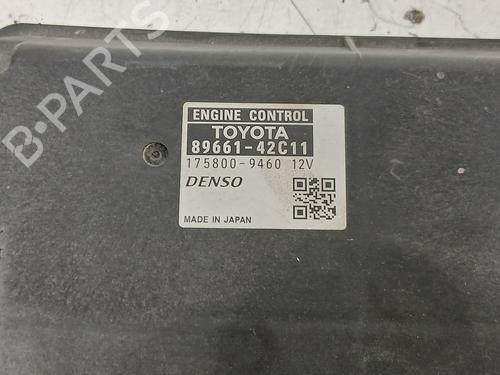 B-PARTS
ENGINE CONTROL
TOYOTA
89661-42C11
175800-9460 12V
DENSO
MADE IN JAPAN